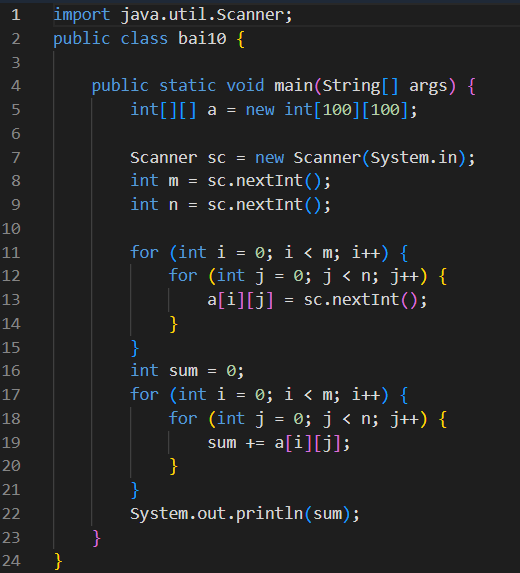 1 import java.util.Scanner;
2 public class bai10 {
3
4     public static void main(String[] args) {
5         int[][] a = new int[100][100];
6
7         Scanner sc = new Scanner(System.in);
8         int m = sc.nextInt();
9         int n = sc.nextInt();
10
11         for (int i = 0; i < m; i++) {
12             for (int j = 0; j < n; j++) {
13                 a[i][j] = sc.nextInt();
14             }
15         }
16         int sum = 0;
17         for (int i = 0; i < m; i++) {
18             for (int j = 0; j < n; j++) {
19                 sum += a[i][j];
20             }
21         }
22         System.out.println(sum);
23     }
24 }